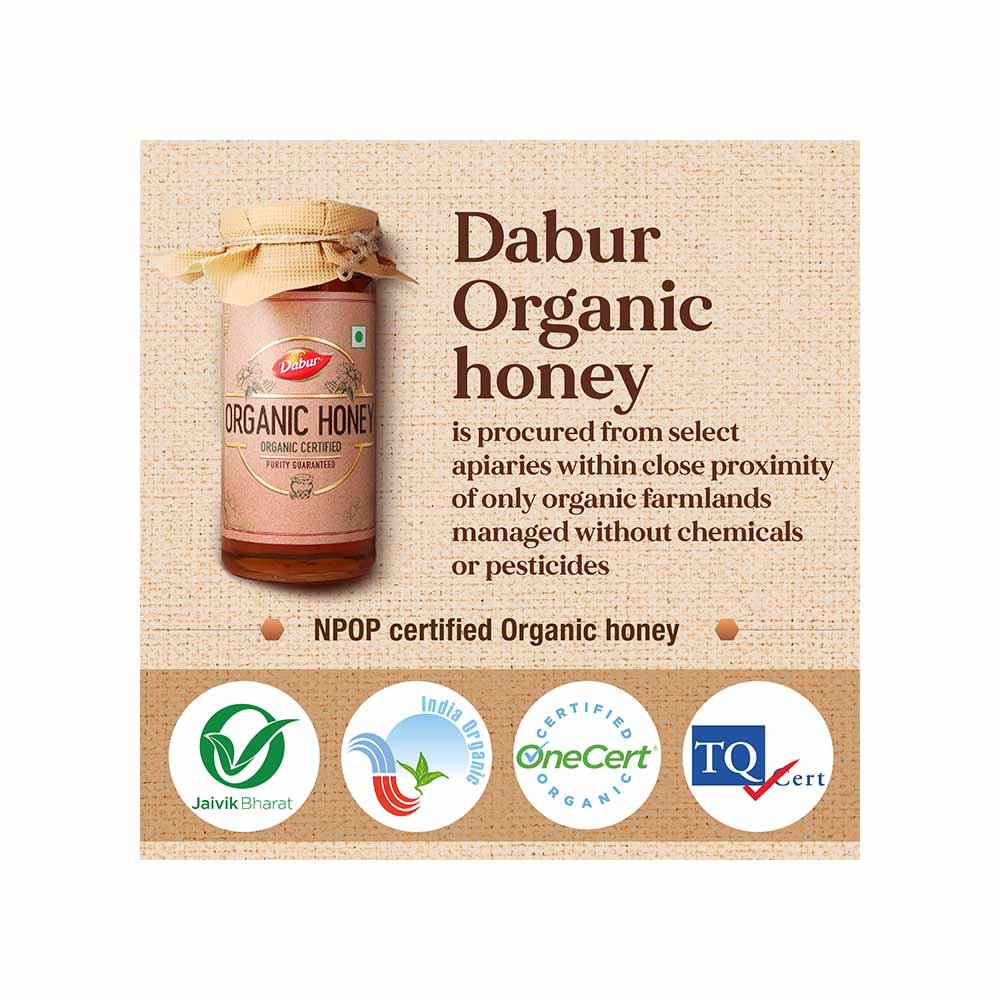 Dabur
Organic
honey
is procured from select
apiaries within close proximity
of only organic farmlands
managed without chemicals
or pesticides
Dabur
ORGANIC HONEY
ORGANIC CERTIFIED
PURITY GUARANTEED
NPOP certified Organic honey
Jaivik Bharat
India Organic
CERTIFIED
OneCert®
ORGANIC
TQ
Cert